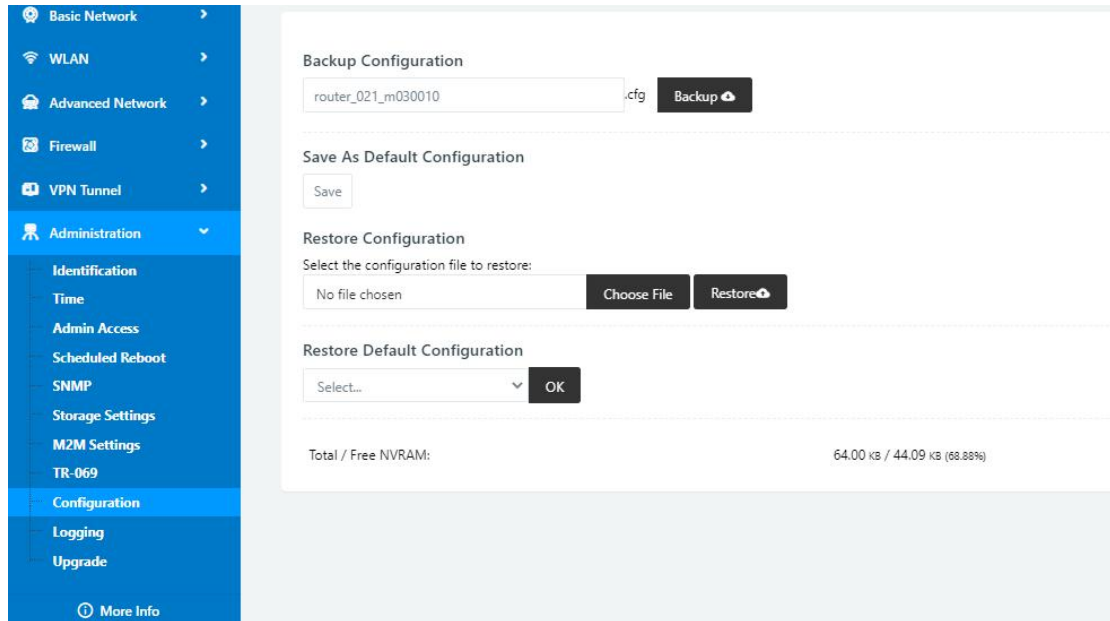 Basic Network
WLAN
Advanced Network
Firewall
VPN Tunnel
Administration
Identification
Time
Admin Access
Scheduled Reboot
SNMP
Storage Settings
M2M Settings
TR-069
Configuration
Logging
Upgrade
More Info
Backup Configuration
router_021_m030010 .cfg Backup
Save As Default Configuration
Save
Restore Configuration
Select the configuration file to restore:
No file chosen Choose File Restore
Restore Default Configuration
Select... OK
Total / Free NVRAM: 64.00 KB / 44.09 KB (68.88%)